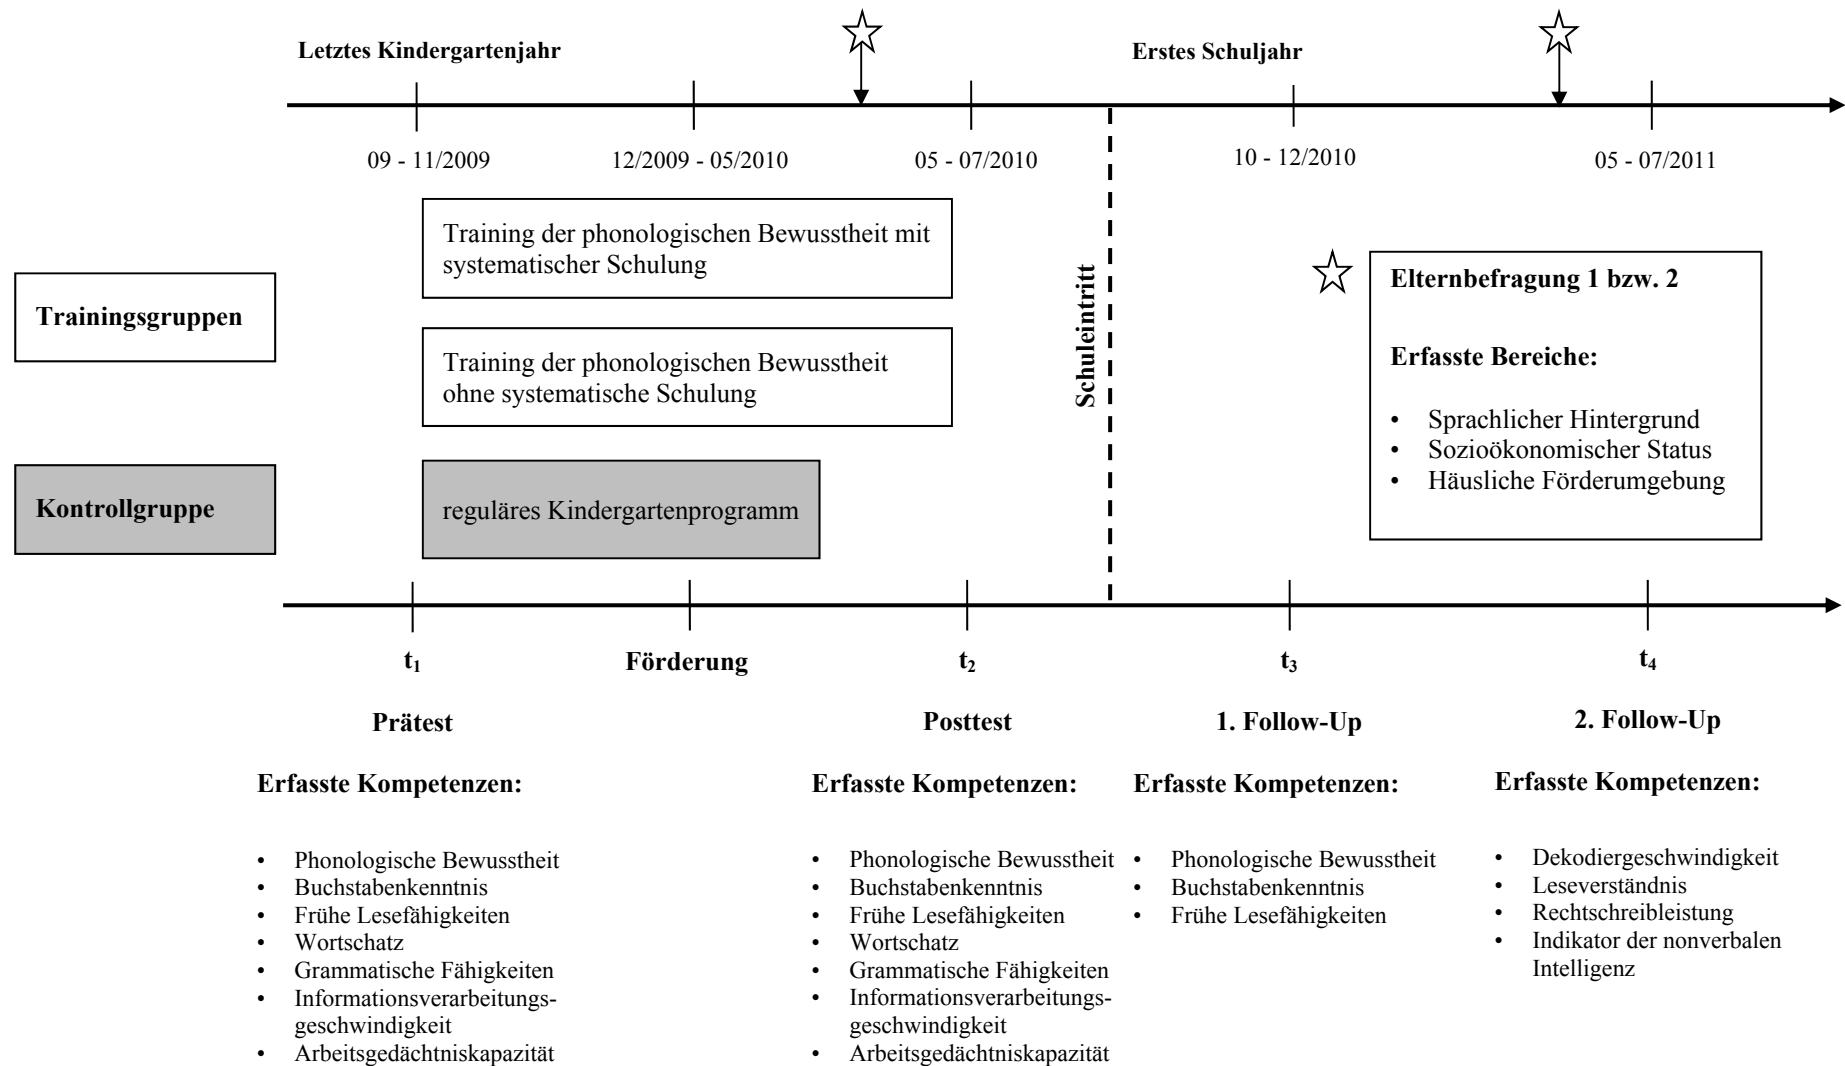 Letztes Kindergartenjahr
Erstes Schuljahr
09 - 11/2009
12/2009 - 05/2010
05 - 07/2010
10 - 12/2010
05 - 07/2011
Trainingsgruppen
Training der phonologischen Bewusstheit mit
systematischer Schulung
Training der phonologischen Bewusstheit
ohne systematische Schulung
Kontrollgruppe
reguläres Kindergartenprogramm
Schuleintritt
Elternbefragung 1 bzw. 2
Erfasste Bereiche:
• Sprachlicher Hintergrund
• Sozioökonomischer Status
• Häusliche Förderumgebung
t1
Förderung
t2
t3
t4
Prätest
Posttest
1. Follow-Up
2. Follow-Up
Erfasste Kompetenzen:
• Phonologische Bewusstheit
• Buchstabenkenntnis
• Frühe Lesefähigkeiten
• Wortschatz
• Grammatische Fähigkeiten
• Informationsverarbeitungs-
geschwindigkeit
• Arbeitsgedächtniskapazität
Erfasste Kompetenzen:
• Phonologische Bewusstheit
• Buchstabenkenntnis
• Frühe Lesefähigkeiten
• Wortschatz
• Grammatische Fähigkeiten
• Informationsverarbeitungs-
geschwindigkeit
• Arbeitsgedächtniskapazität
Erfasste Kompetenzen:
• Phonologische Bewusstheit
• Buchstabenkenntnis
• Frühe Lesefähigkeiten
Erfasste Kompetenzen:
• Dekodiergeschwindigkeit
• Leseverständnis
• Rechtschreibleistung
• Indikator der nonverbalen
Intelligenz